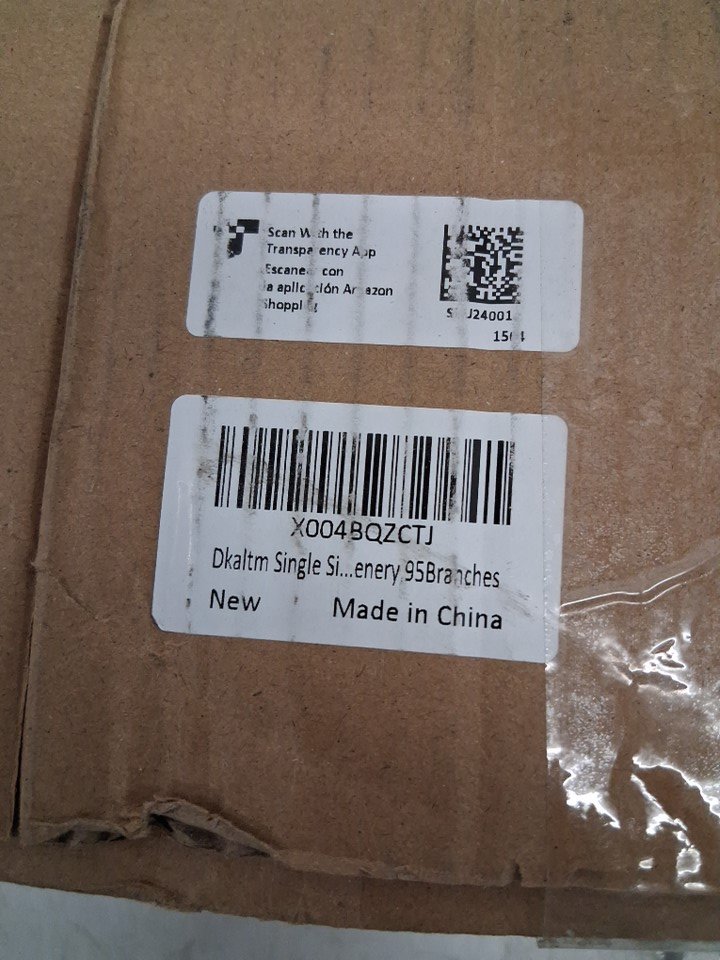 Scan With the
Transparency App
Escanear con
la aplicación Amazon
Shopping
1564
X004BQZCTJ
Dkaltm Single Si...enery 95Branches
New Made in China